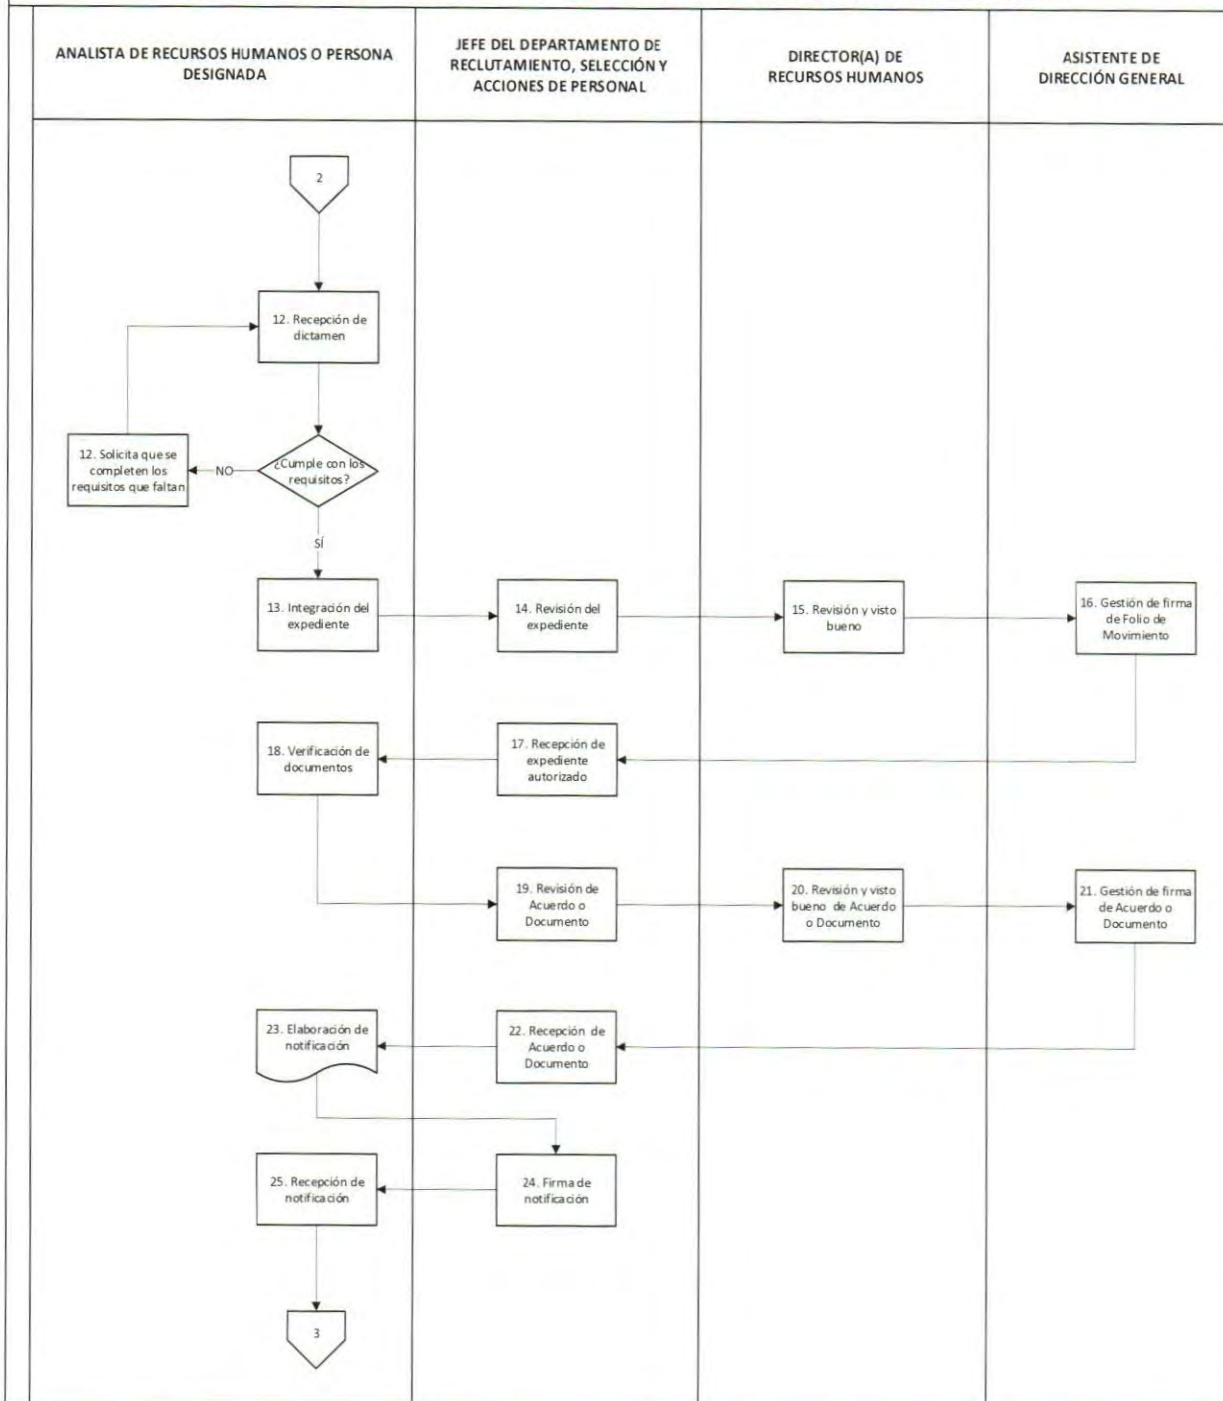 ANALISTA DE RECURSOS HUMANOS O PERSONA
DESIGNADA
JEFE DEL DEPARTAMENTO DE
RECLUTAMIENTO, SELECCIÓN Y
ACCIONES DE PERSONAL
DIRECTOR(A) DE
RECURSOS HUMANOS
ASISTENTE DE
DIRECCIÓN GENERAL
2
12. Recepción de
dictamen
12. Solicita que se
completen los
requisitos que faltan
NO
¿Cumple con los
requisitos?
SÍ
13. Integración del
expediente
14. Revisión del
expediente
15. Revisión y visto
bueno
16. Gestión de firma
de Folio de
Movimiento
18. Verificación de
documentos
17. Recepción de
expediente
autorizado
19. Revisión de
Acuerdo o
Documento
20. Revisión y visto
bueno de Acuerdo
o Documento
21. Gestión de firma
de Acuerdo o
Documento
23. Elaboración de
notificación
22. Recepción de
Acuerdo o
Documento
25. Recepción de
notificación
24. Firma de
notificación
3